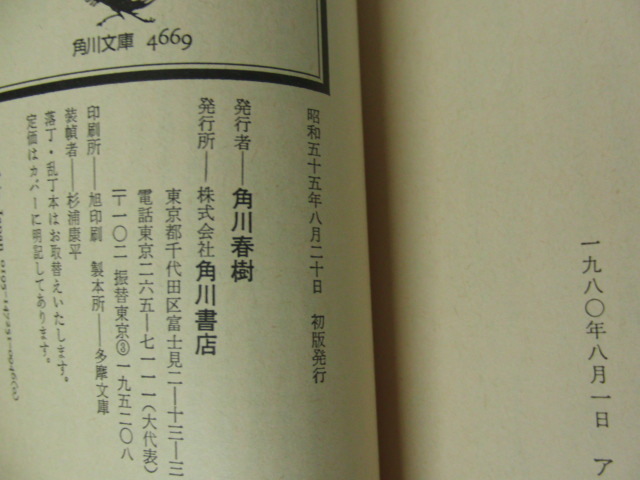 一九八〇年八月一日 ア
角川文庫 4669
昭和五十五年八月二十日 初版発行
発行者――角川春樹
発行所――株式会社角川書店
東京都千代田区富士見二―十三―三
電話東京二六五―七一一一(大代表)
〒一〇二 振替東京③一九五二〇八
印刷所――旭印刷 製本所――多摩文庫
装幀者――杉浦康平
落丁・乱丁本はお取替えいたします。
定価はカバーに明記してあります。